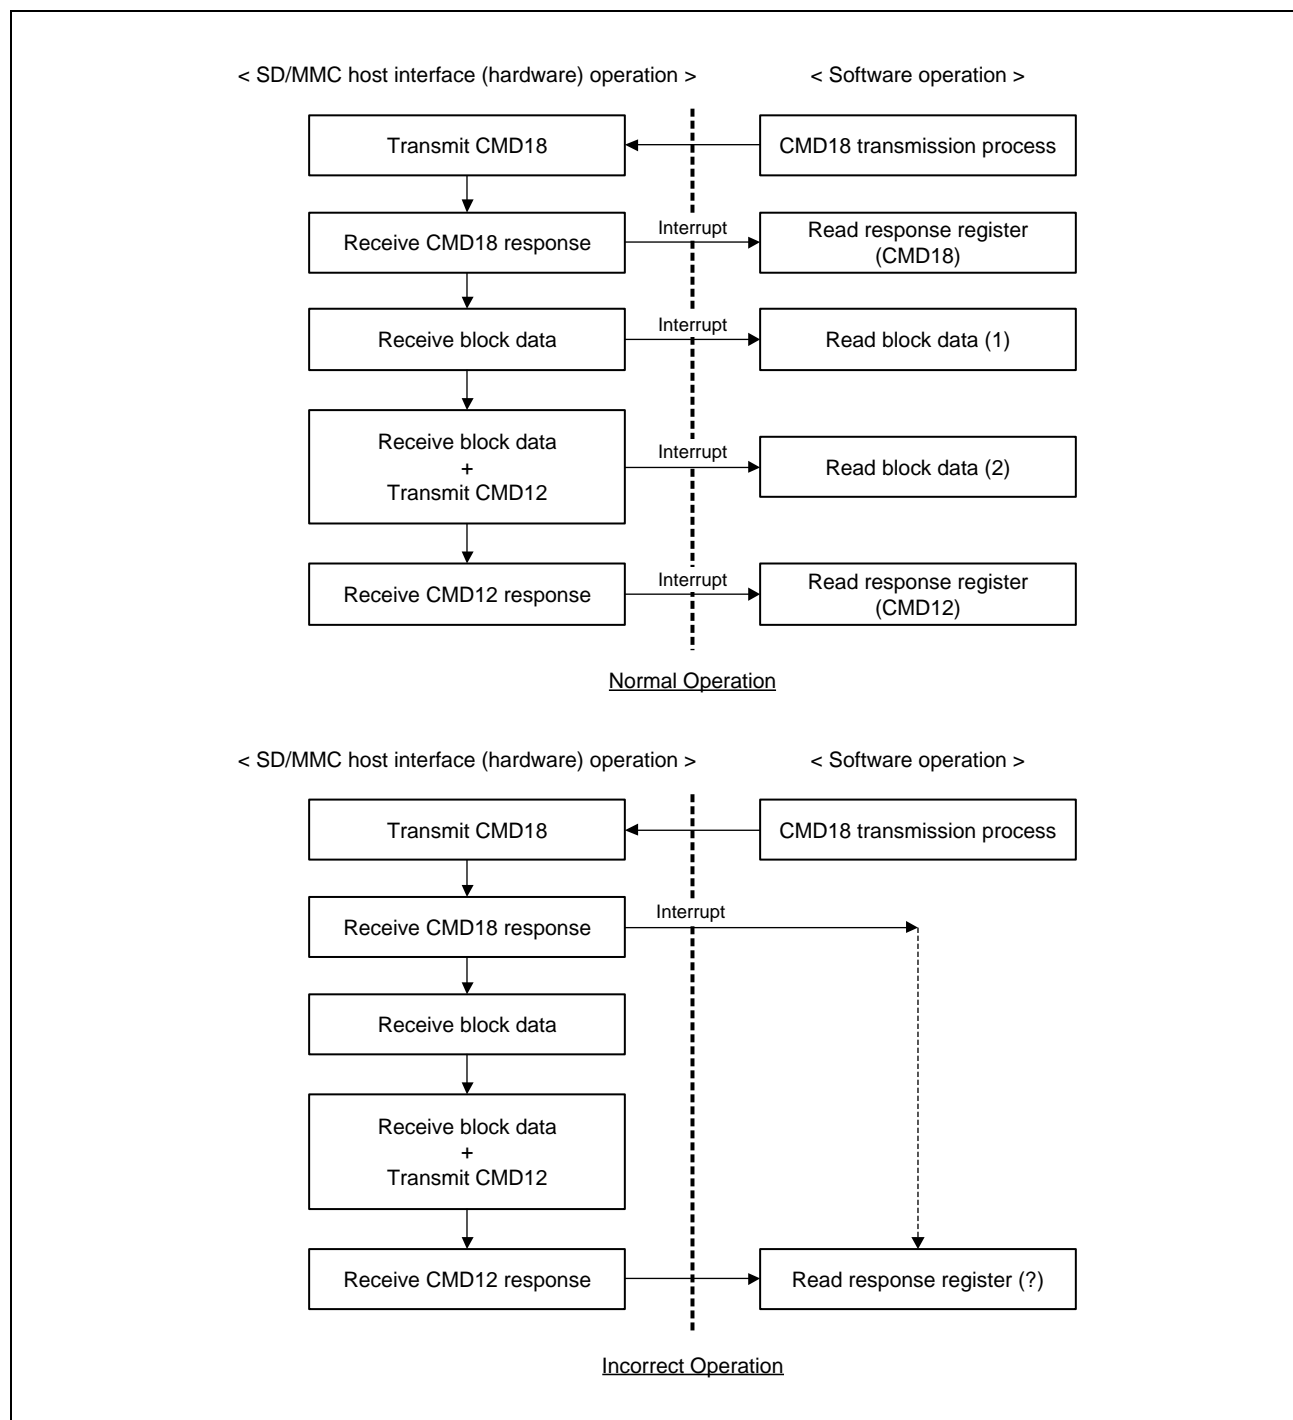 < SD/MMC host interface (hardware) operation >
< Software operation >
Transmit CMD18
CMD18 transmission process
Receive CMD18 response
Interrupt
Read response register
(CMD18)
Receive block data
Interrupt
Read block data (1)
Receive block data
+
Transmit CMD12
Interrupt
Read block data (2)
Receive CMD12 response
Interrupt
Read response register
(CMD12)
Normal Operation
< SD/MMC host interface (hardware) operation >
< Software operation >
Transmit CMD18
CMD18 transmission process
Receive CMD18 response
Interrupt
Receive block data
Receive block data
+
Transmit CMD12
Receive CMD12 response
Read response register (?)
Incorrect Operation